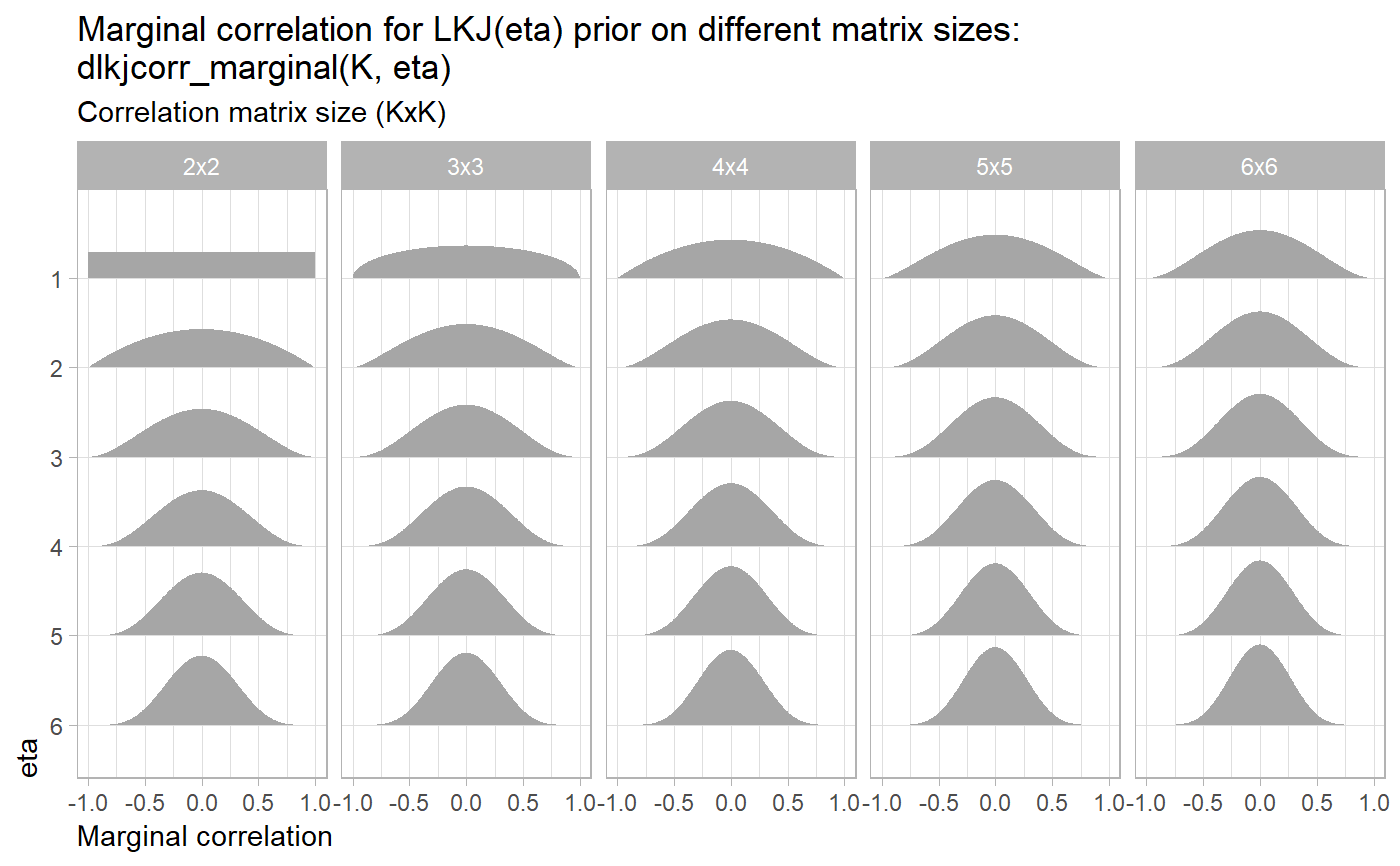 Marginal correlation for LKJ(eta) prior on different matrix sizes:
dlkjcorr_marginal(K, eta)
Correlation matrix size (KxK)
2x2 3x3 4x4 5x5 6x6
1
2
3
4
5
6
eta
-1.0 -0.5 0.0 0.5 1.0 -1.0 -0.5 0.0 0.5 1.0 -1.0 -0.5 0.0 0.5 1.0 -1.0 -0.5 0.0 0.5 1.0 -1.0 -0.5 0.0 0.5 1.0
Marginal correlation